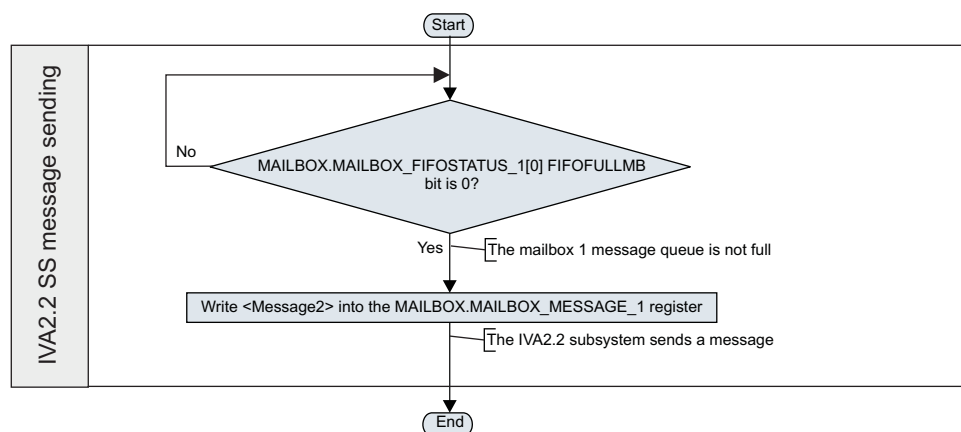 Start
IVA2.2 SS message sending
No
MAILBOX.MAILBOX_FIFOSTATUS_1[0] FIFOFULLMB
bit is 0?
Yes
The mailbox 1 message queue is not full
Write <Message2> into the MAILBOX.MAILBOX_MESSAGE_1 register
The IVA2.2 subsystem sends a message
End